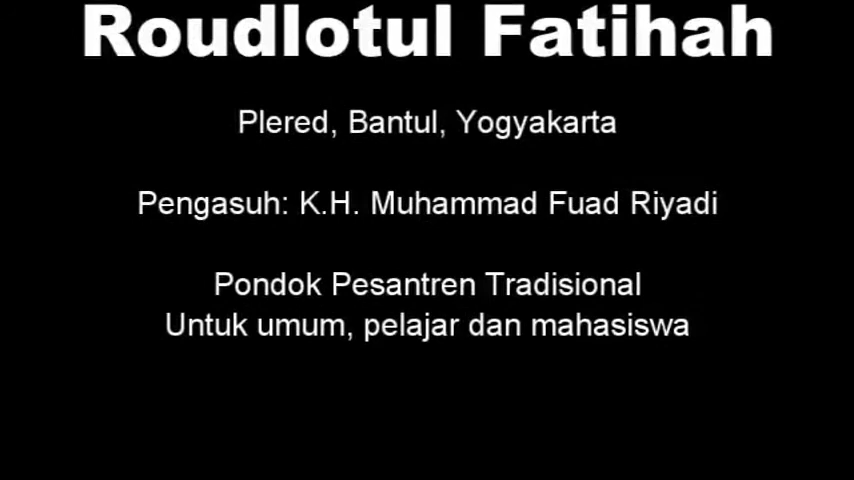 Roudlotul Fatihah
Plered, Bantul, Yogyakarta
Pengasuh: K.H. Muhammad Fuad Riyadi
Pondok Pesantren Tradisional
Untuk umum, pelajar dan mahasiswa